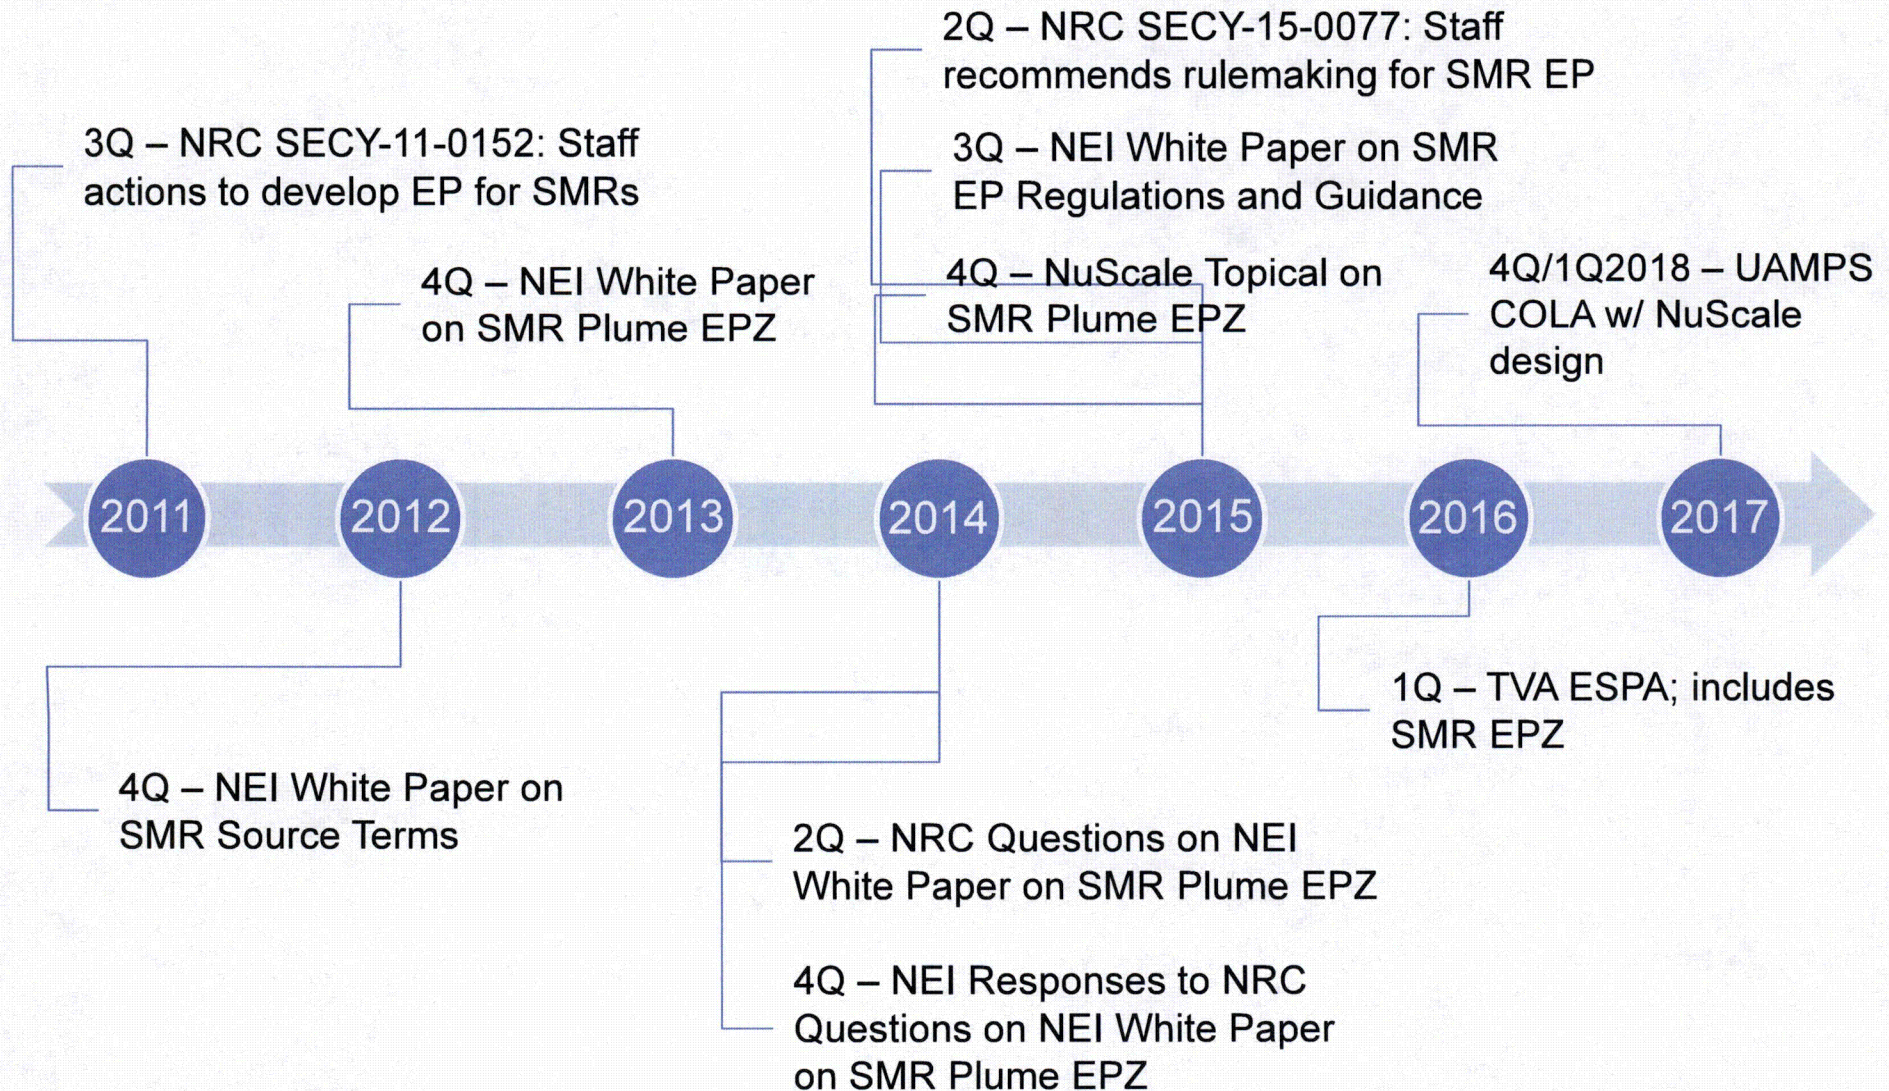 2Q – NRC SECY-15-0077: Staff
recommends rulemaking for SMR EP
3Q – NRC SECY-11-0152: Staff
actions to develop EP for SMRs
3Q – NEI White Paper on SMR
EP Regulations and Guidance
4Q – NEI White Paper
on SMR Plume EPZ
4Q – NuScale Topical on
SMR Plume EPZ
4Q/1Q2018 – UAMPS
COLA w/ NuScale
design
2011
2012
2013
2014
2015
2016
2017
4Q – NEI White Paper on
SMR Source Terms
1Q – TVA ESPA; includes
SMR EPZ
2Q – NRC Questions on NEI
White Paper on SMR Plume EPZ
4Q – NEI Responses to NRC
Questions on NEI White Paper
on SMR Plume EPZ